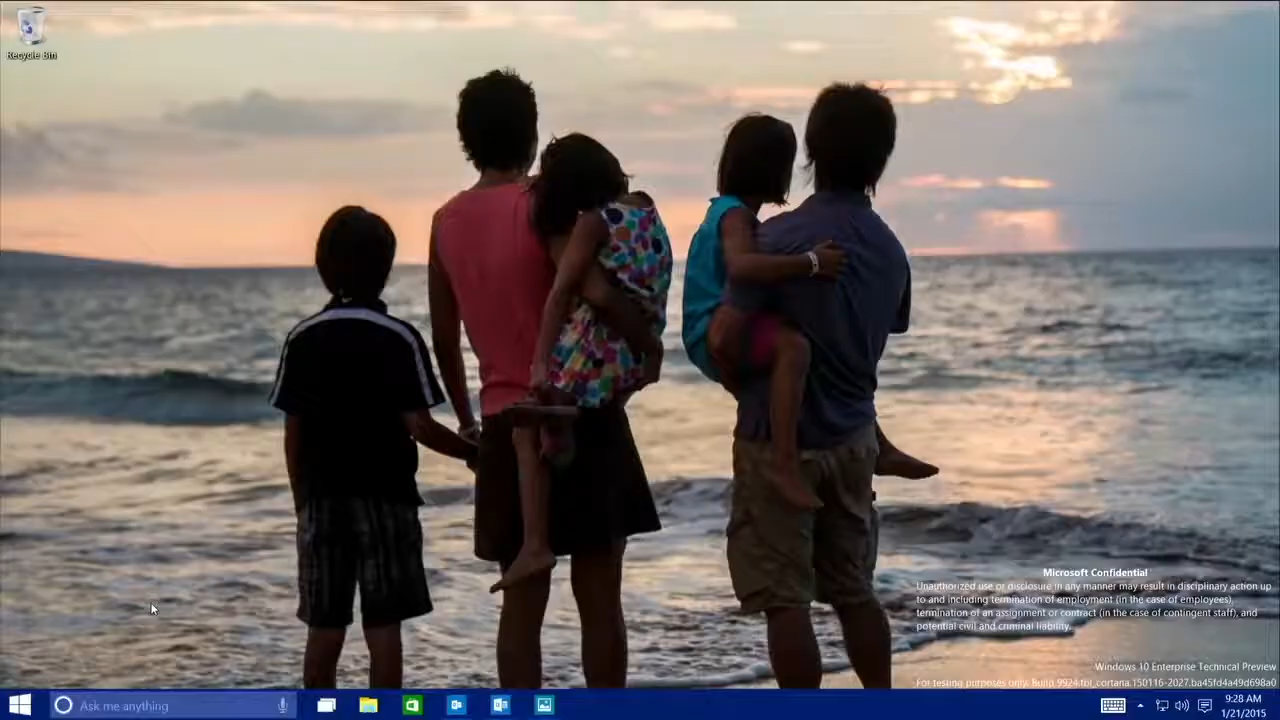 Recycle Bin
Microsoft Confidential
Unauthorized use or disclosure in any manner may result in disciplinary action up
to and including termination of employment (in the case of employees),
termination of an assignment or contract (in the case of contingent staff), and
potential civil and criminal liability.
Windows 10 Enterprise Technical Preview
For testing purposes only. Build 9924.fbl_cortana.150116-2027.ba45fd4a49d698a0
Ask me anything
9:28 AM
1/21/2015